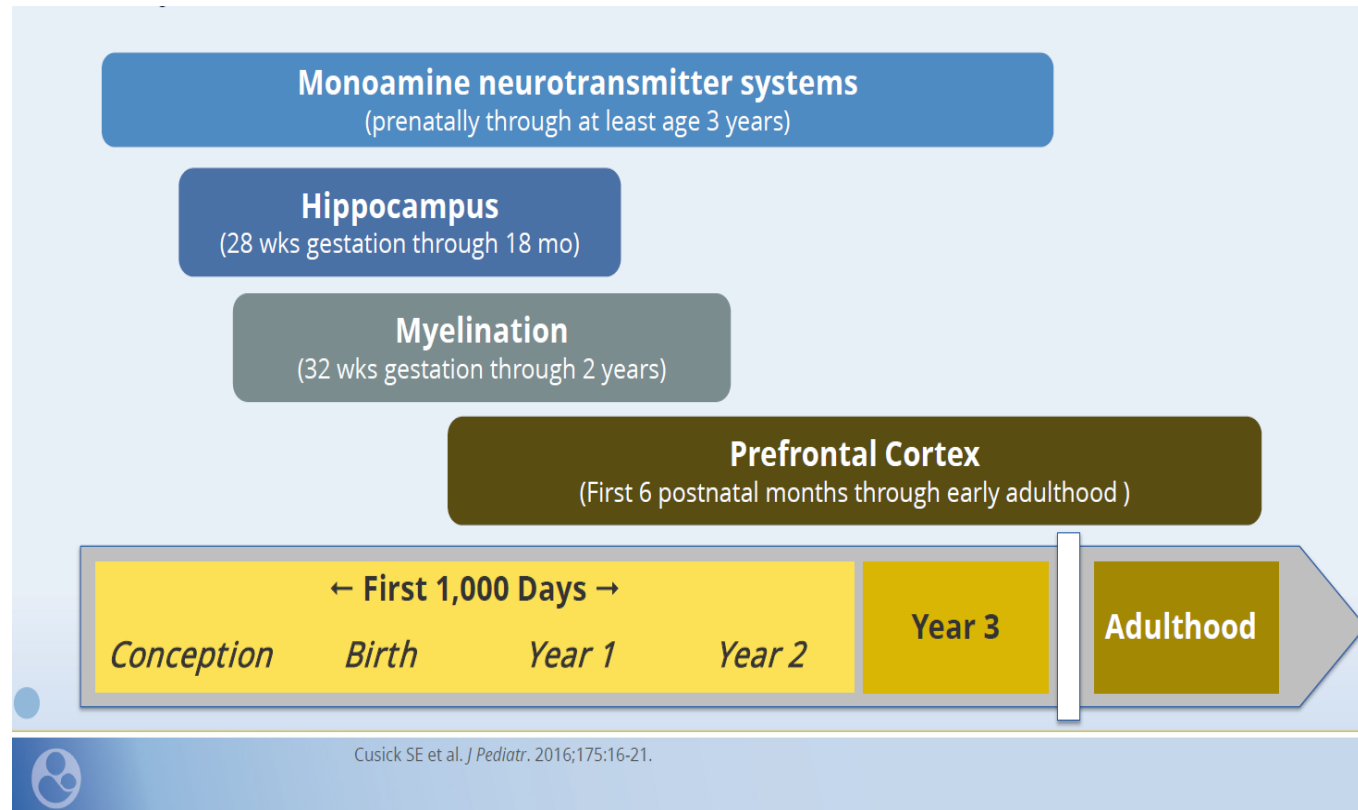 Monoamine neurotransmitter systems
(prenatally through at least age 3 years)
Hippocampus
(28 wks gestation through 18 mo)
Myelination
(32 wks gestation through 2 years)
Prefrontal Cortex
(First 6 postnatal months through early adulthood )
← First 1,000 Days →
Conception Birth Year 1 Year 2
Year 3
Adulthood
Cusick SE et al. J Pediatr. 2016;175:16-21.